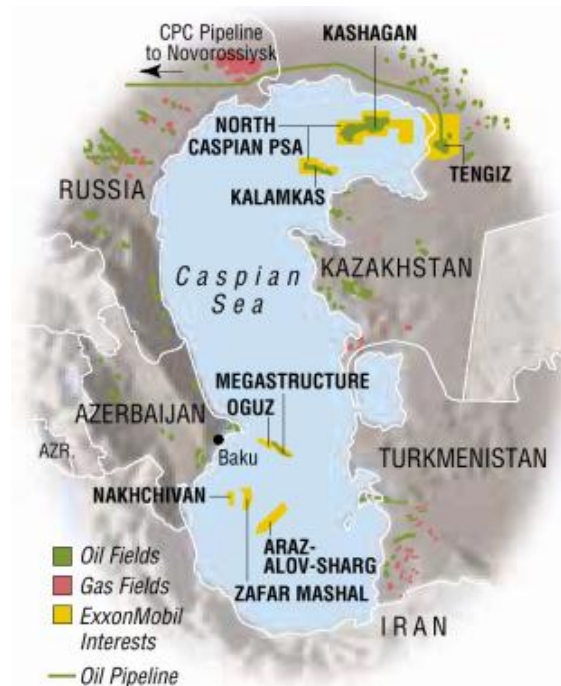 CPC Pipeline
to Novorossiysk
KASHAGAN
NORTH
CASPIAN PSA
TENGIZ
RUSSIA
KALAMKAS
KAZAKHSTAN
Caspian
Sea
MEGASTRUCTURE
OGUZ
AZERBAIJAN
Baku
AZR.
TURKMENISTAN
NAKHCHIVAN
ARAZ-
ALOV-SHARG
ZAFAR MASHAL
IRAN
Oil Fields
Gas Fields
ExxonMobil
Interests
Oil Pipeline